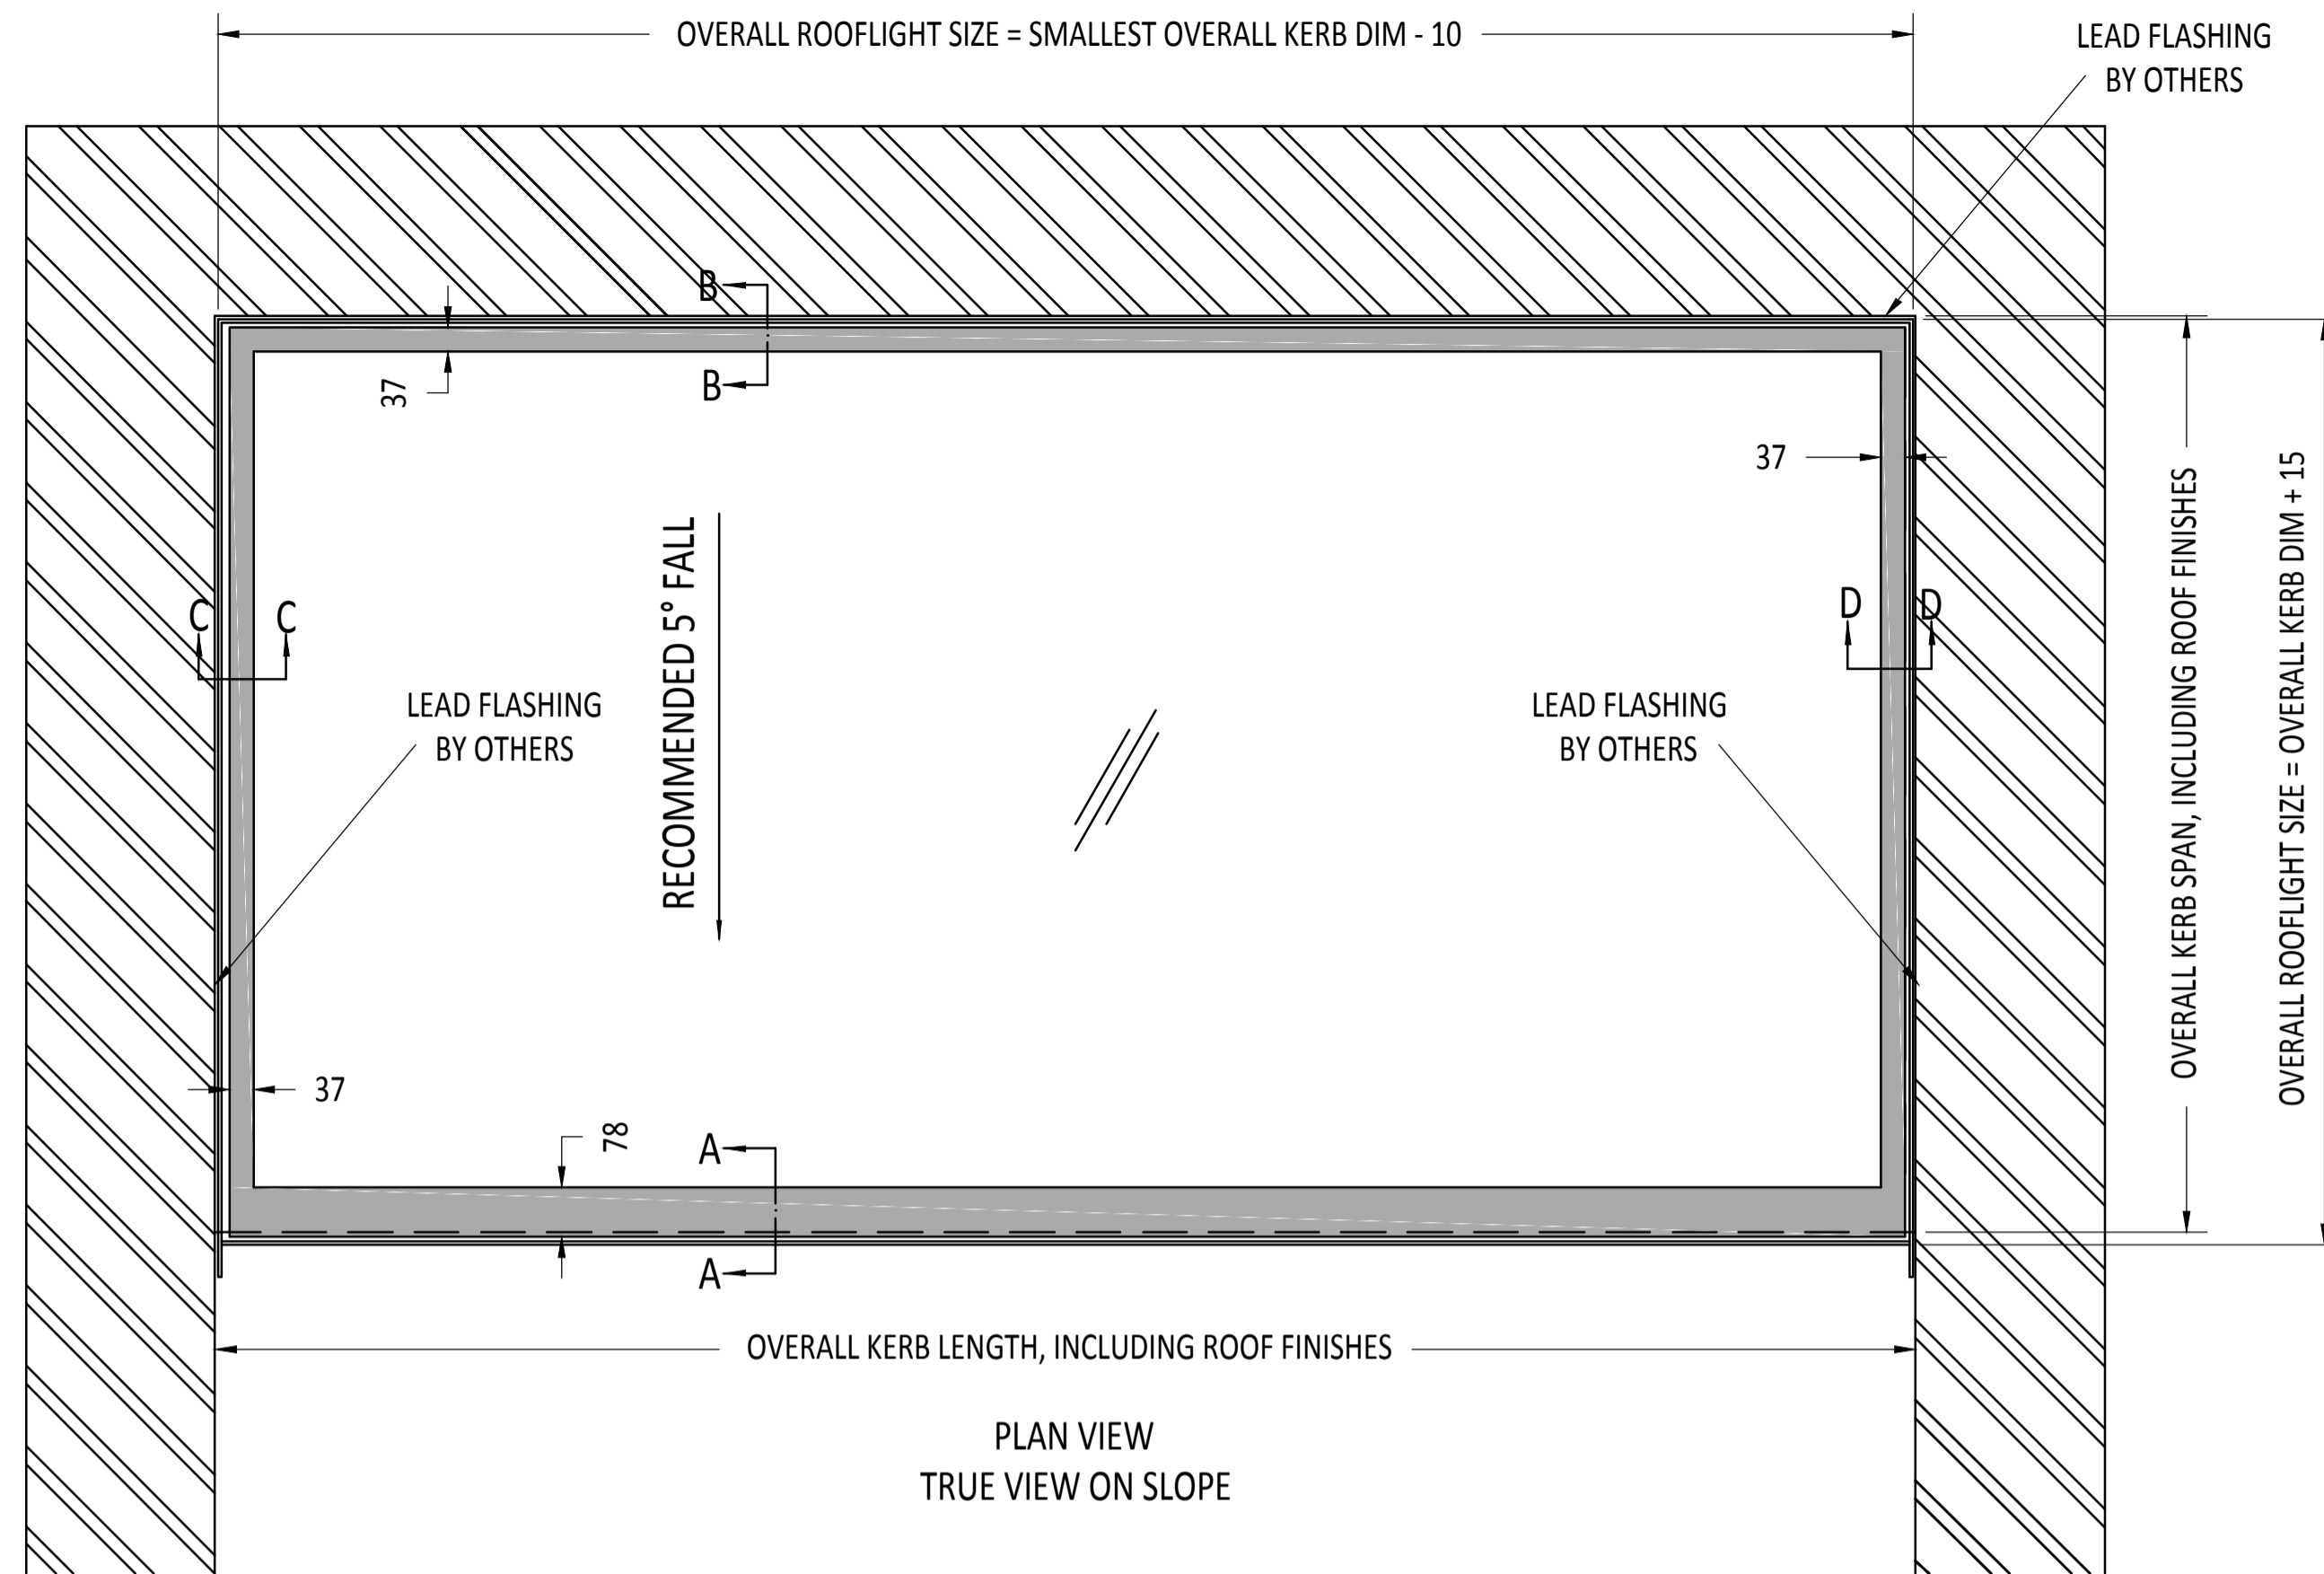 OVERALL ROOFLIGHT SIZE = SMALLEST OVERALL KERB DIM - 10
LEAD FLASHING
BY OTHERS
B
B
37
37
RECOMMENDED 5° FALL
C
C
D
D
LEAD FLASHING
BY OTHERS
LEAD FLASHING
BY OTHERS
OVERALL KERB SPAN, INCLUDING ROOF FINISHES
OVERALL ROOFLIGHT SIZE = OVERALL KERB DIM + 15
37
78
A
A
OVERALL KERB LENGTH, INCLUDING ROOF FINISHES
PLAN VIEW
TRUE VIEW ON SLOPE